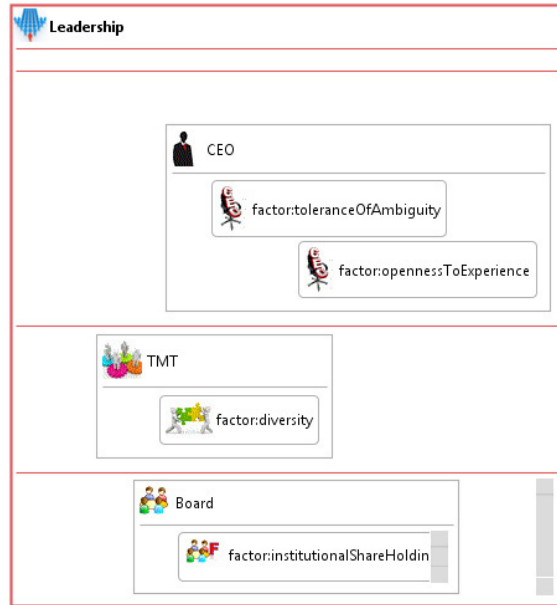 Leadership
CEO
factor:toleranceOfAmbiguity
factor:opennessToExperience
TMT
factor:diversity
Board
factor:institutionalShareHoldin